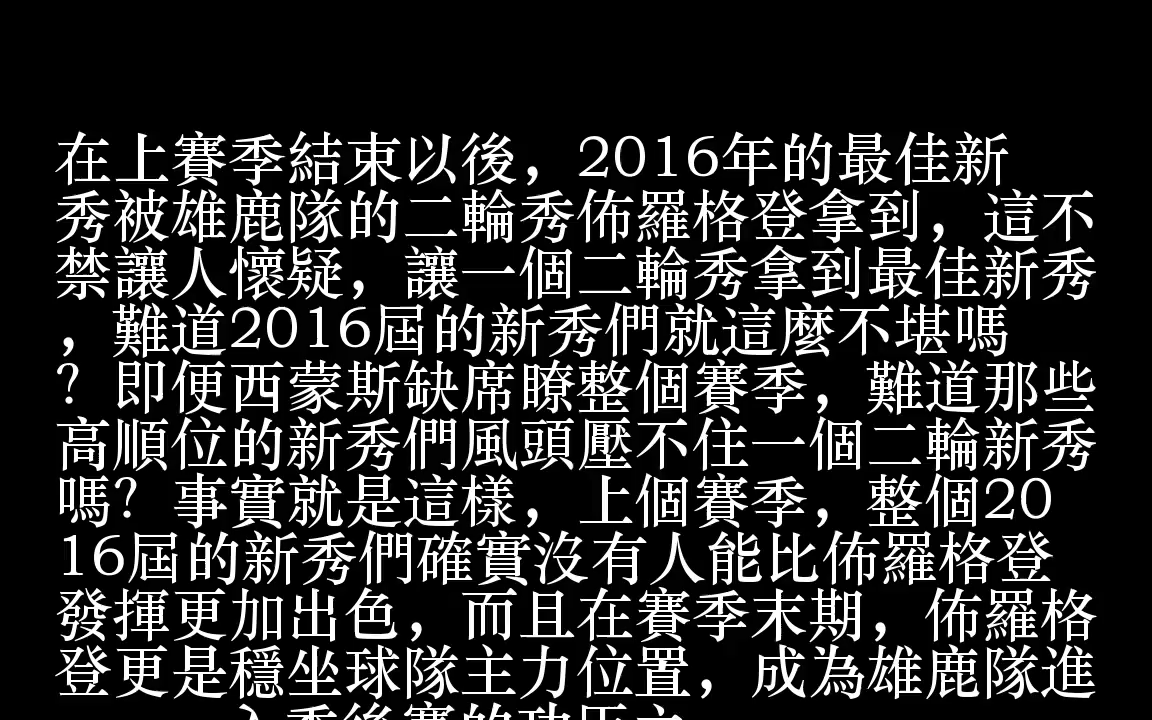 在上賽季結束以後，2016年的最佳新
秀被雄鹿隊的二輪秀佈羅格登拿到，這不
禁讓人懷疑，讓一個二輪秀拿到最佳新秀
，難道2016屆的新秀們就這麼不堪嗎
？即便西蒙斯缺席瞭整個賽季，難道那些
高順位的新秀們風頭壓不住一個二輪新秀
嗎？事實就是這樣，上個賽季，整個20
16屆的新秀們確實沒有人能比佈羅格登
發揮更加出色，而且在賽季末期，佈羅格
登更是穩坐球隊主力位置，成為雄鹿隊進
入季後賽的功臣之